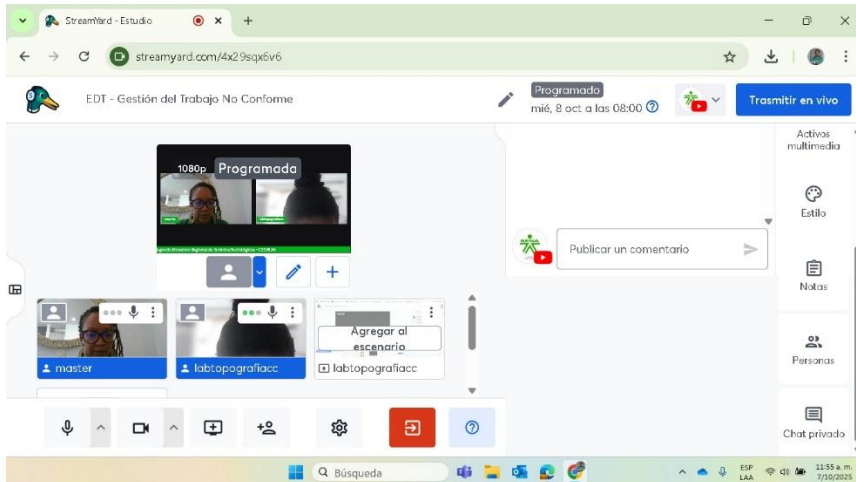 StreamYard - Estudio
streamyard.com/4x29sqx6v6
EDT - Gestión del Trabajo No Conforme
Programado
mié, 8 oct a las 08:00
Trasmitir en vivo
1080p Programada
master
labtopografiacc
Activos
multimedia
Estilo
Publicar un comentario
Notas
Agregar al
escenario
master
labtopografiacc
labtopografiacc
Personas
Chat privado
Búsqueda
ESP
LAA
11:55 a. m.
7/10/2025